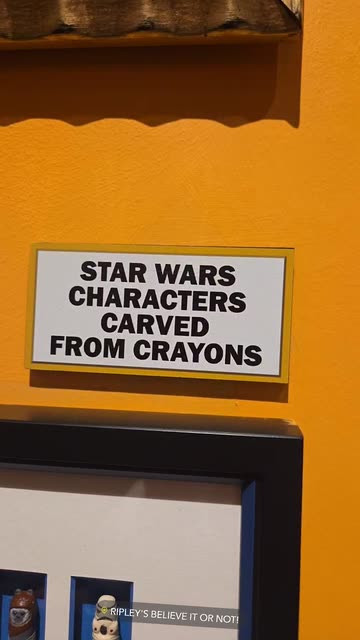 STAR WARS
CHARACTERS
CARVED
FROM CRAYONS
RIPLEY'S BELIEVE IT OR NOT!